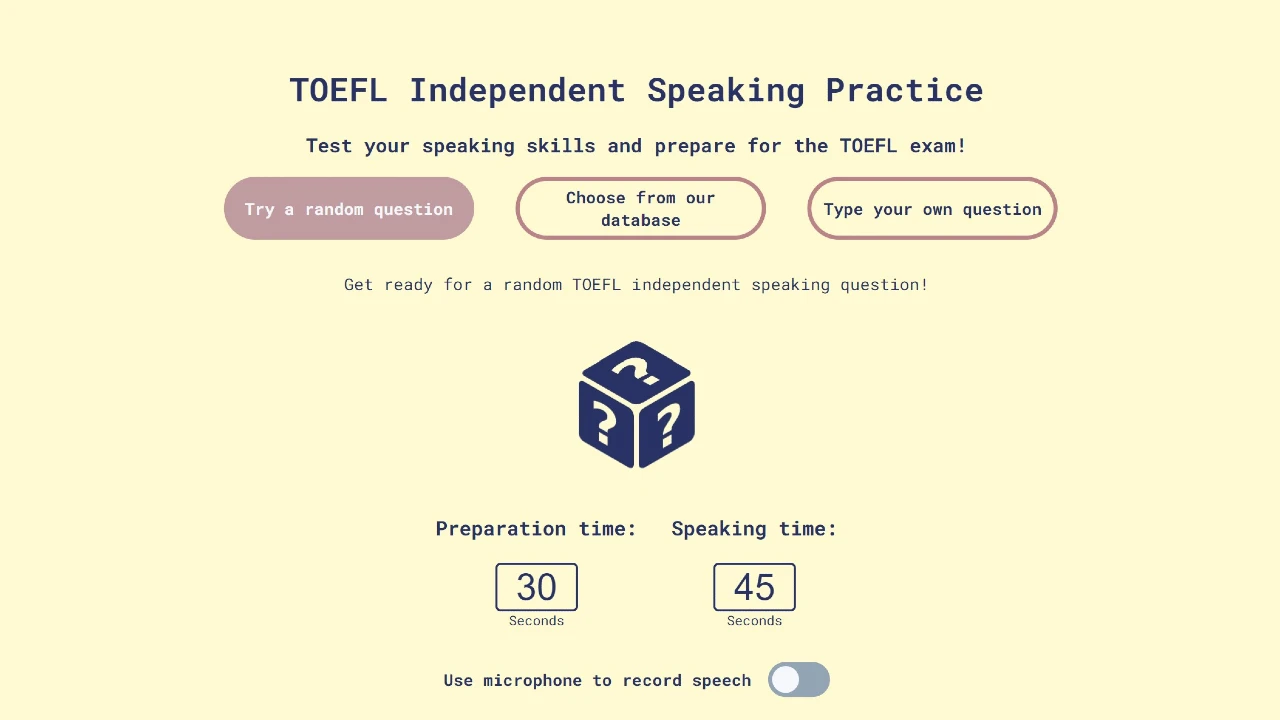 TOEFL Independent Speaking Practice
Test your speaking skills and prepare for the TOEFL exam!
Try a random question
Choose from our
database
Type your own question
Get ready for a random TOEFL independent speaking question!
? ? ?
Preparation time: Speaking time:
30 45
Seconds Seconds
Use microphone to record speech